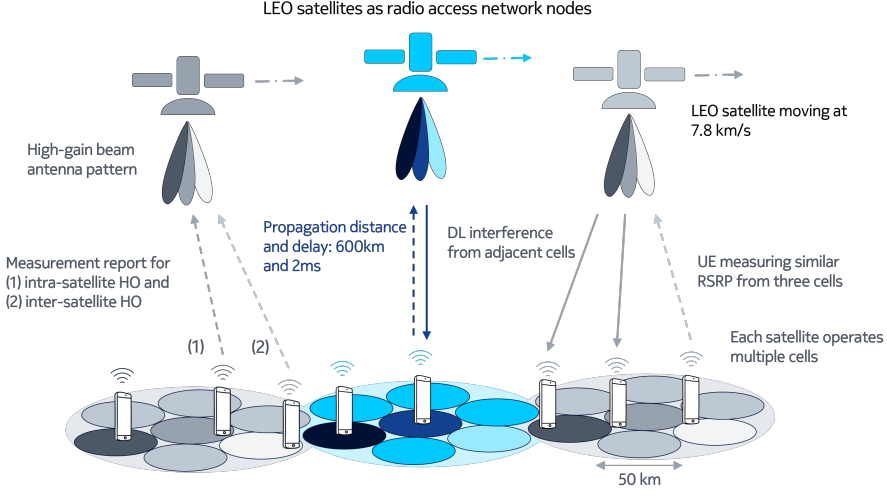 LEO satellites as radio access network nodes
LEO satellite moving at
7.8 km/s
High-gain beam
antenna pattern
Propagation distance
and delay: 600km
and 2ms
DL interference
from adjacent cells
Measurement report for
(1) intra-satellite HO and
(2) inter-satellite HO
UE measuring similar
RSRP from three cells
(1)
(2)
Each satellite operates
multiple cells
50 km